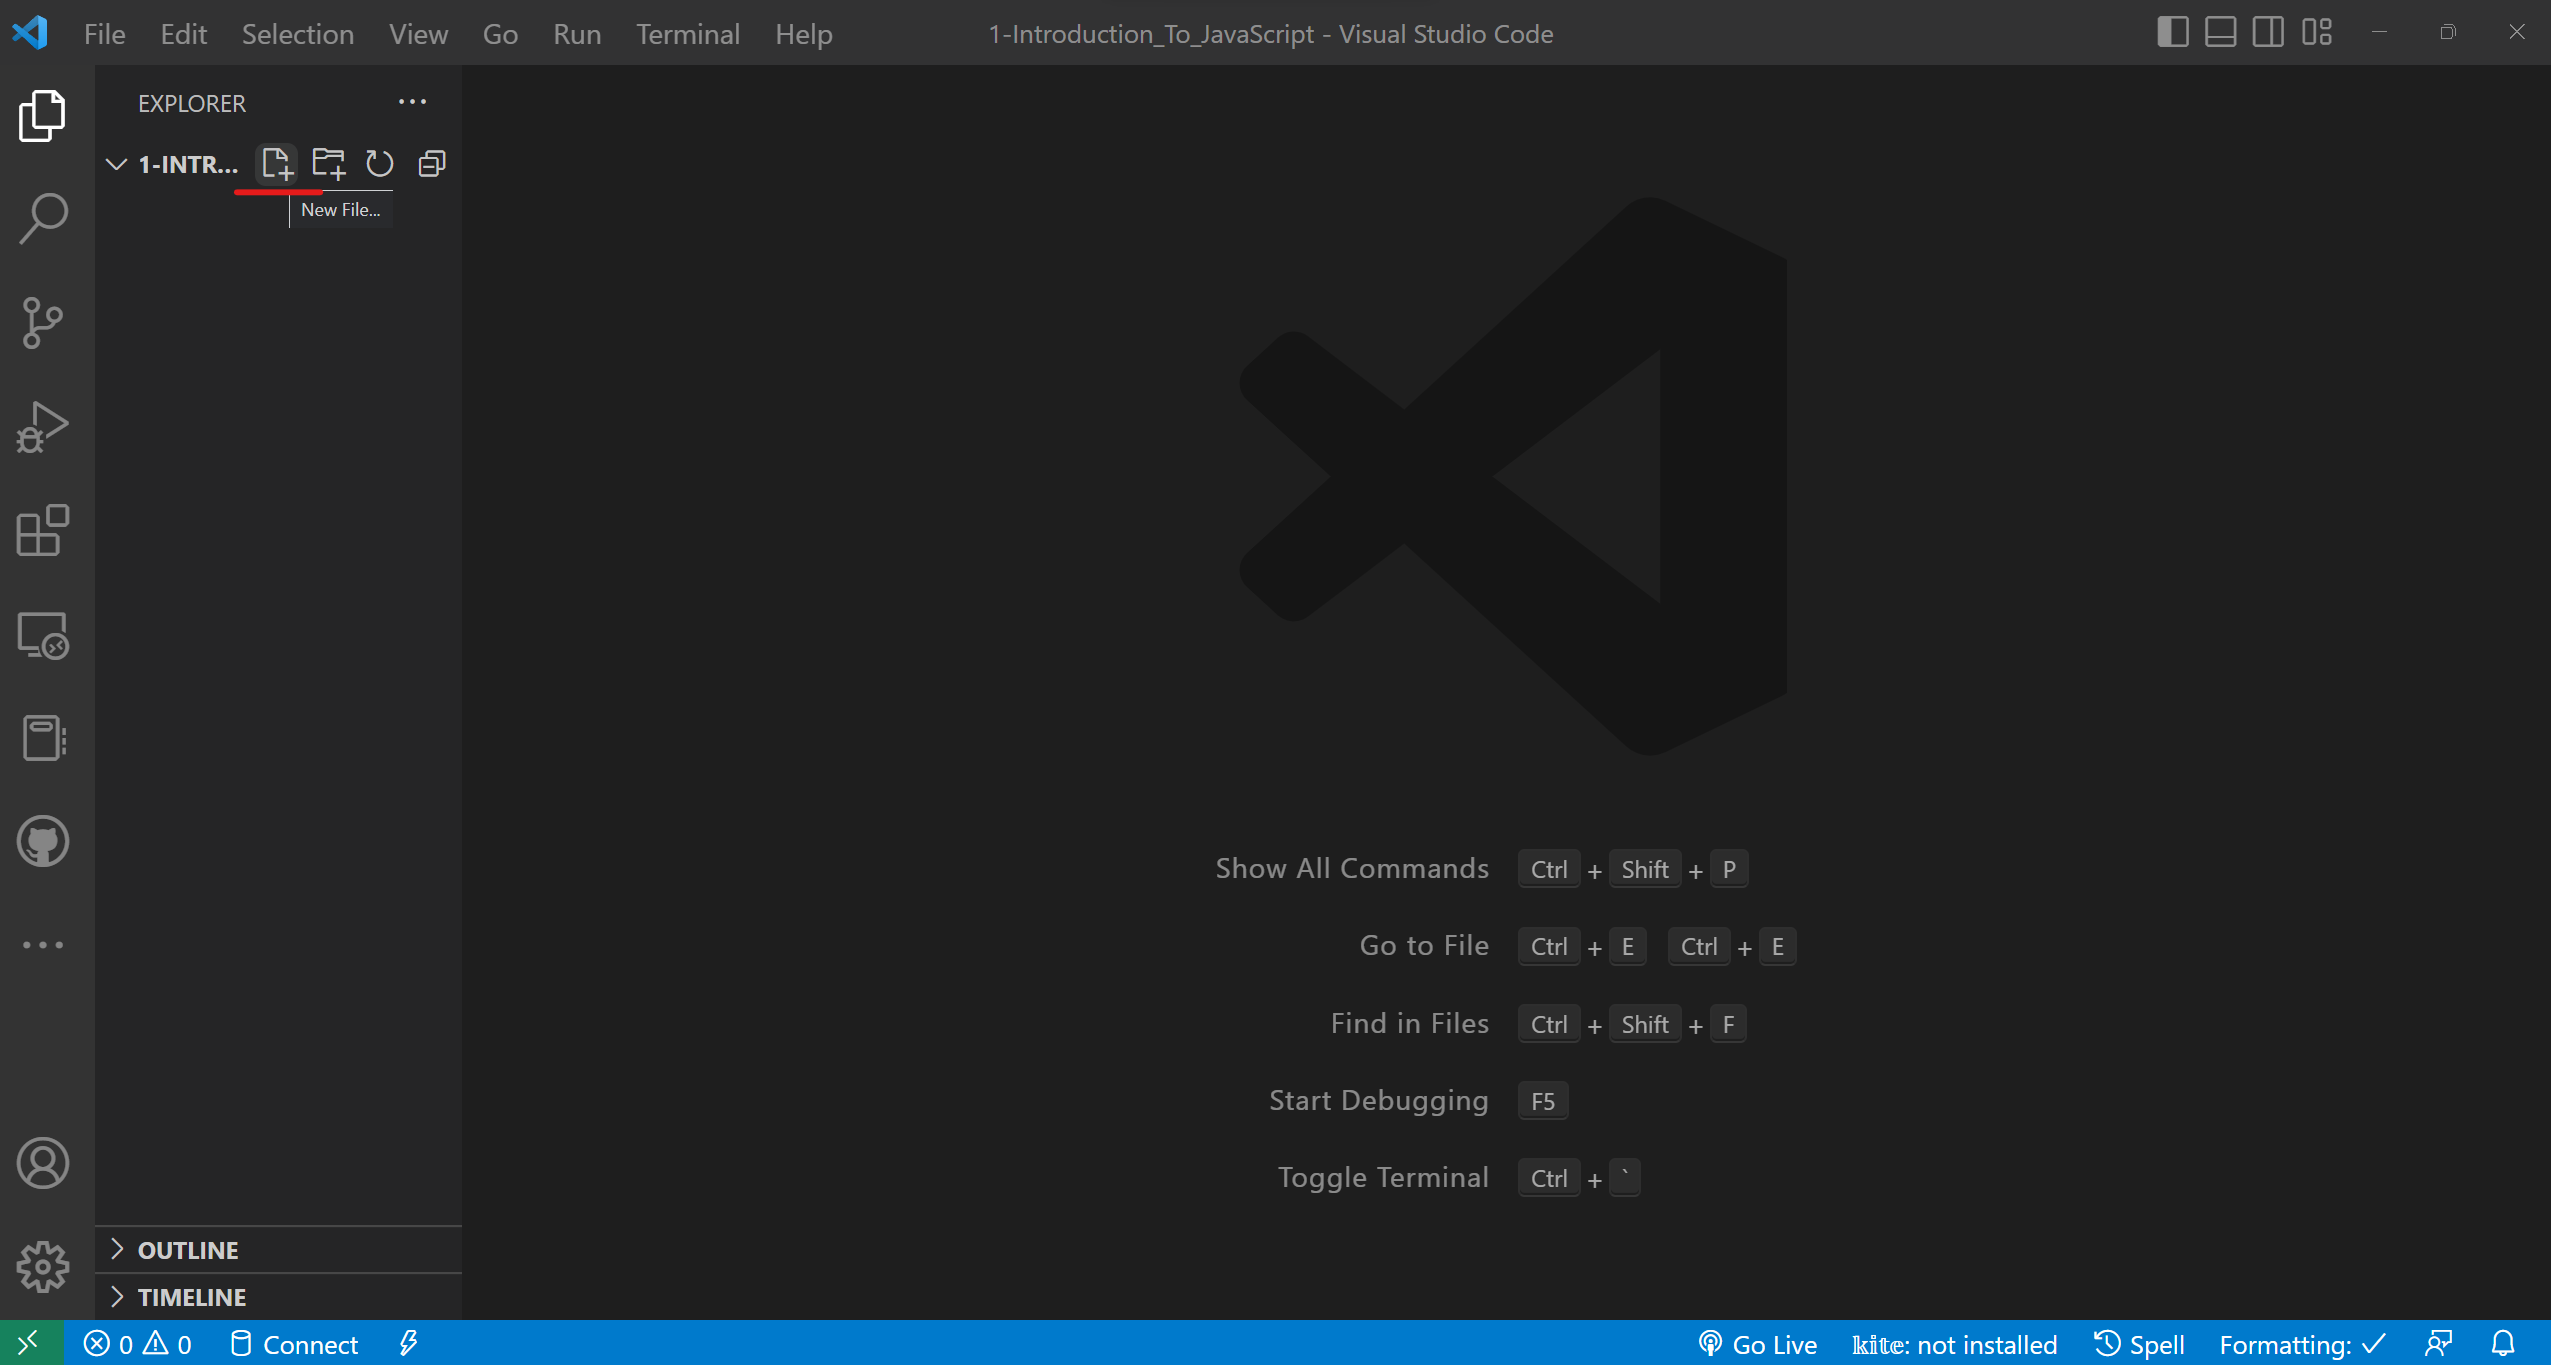 File Edit Selection View Go Run Terminal Help
1-Introduction_To_JavaScript - Visual Studio Code
EXPLORER
1-INTR...
New File...
Show All Commands Ctrl + Shift + P
Go to File Ctrl + E Ctrl + E
Find in Files Ctrl + Shift + F
Start Debugging F5
Toggle Terminal Ctrl + `
OUTLINE
TIMELINE
0 0 Connect Go Live kite: not installed Spell Formatting: